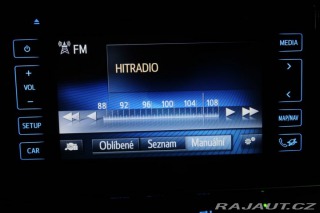 FM
MEDIA
HITRADIO
+
VOL
−
88 92 96 100 104 108
SETUP
MAP/NAV
CAR
Oblíbené Seznam Manuální
RAJAUT.CZ